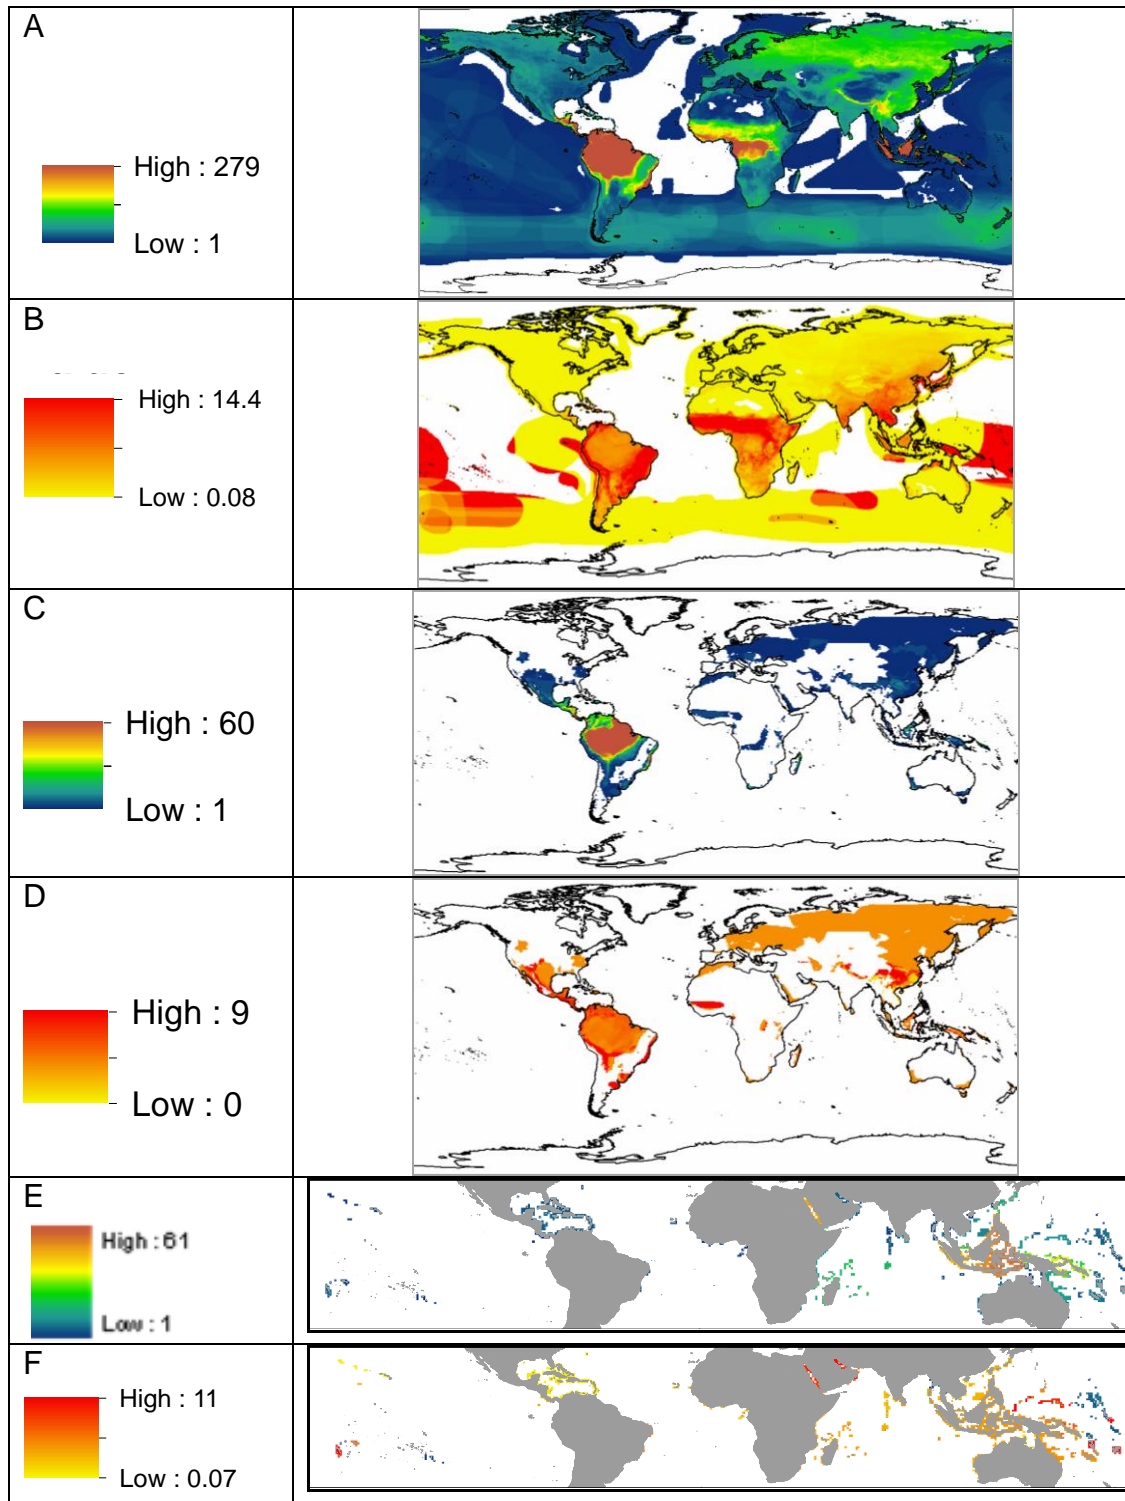 A
High : 279
Low : 1
B
High : 14.4
Low : 0.08
C
High : 60
Low : 1
D
High : 9
Low : 0
E
High : 61
Low : 1
F
High : 11
Low : 0.07